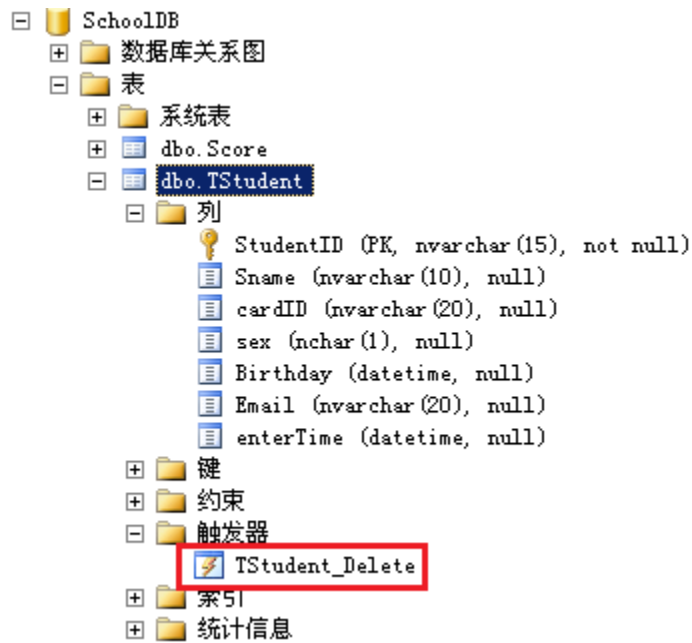 SchoolDB
数据库关系图
表
系统表
dbo.Score
dbo.TStudent
列
StudentID (PK, nvarchar(15), not null)
Sname (nvarchar(10), null)
cardID (nvarchar(20), null)
sex (nchar(1), null)
Birthday (datetime, null)
Email (nvarchar(20), null)
enterTime (datetime, null)
键
约束
触发器
TStudent_Delete
索引
统计信息